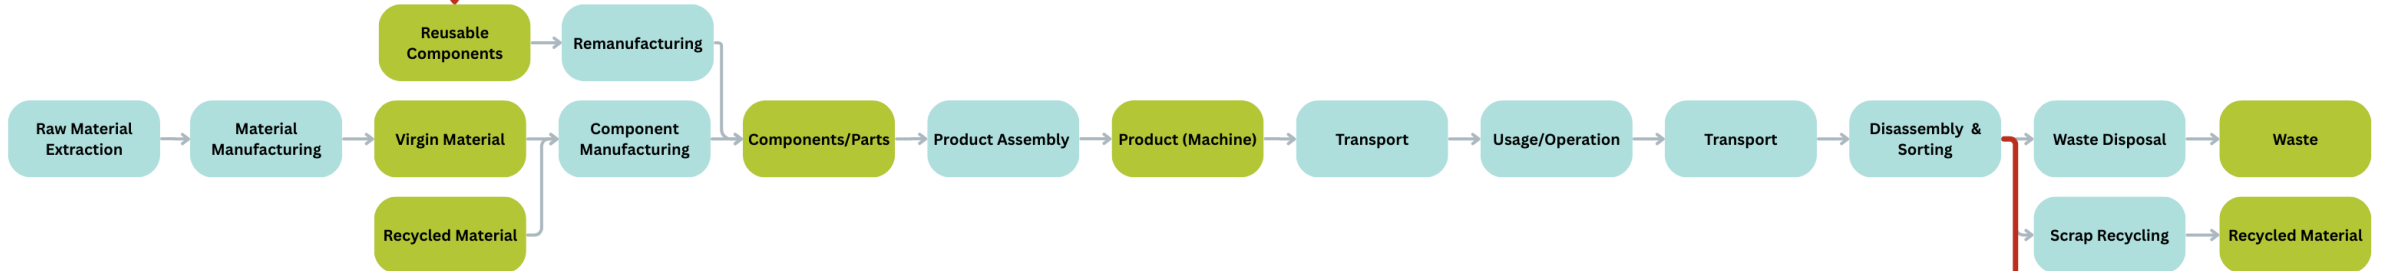 Reusable
Components
Remanufacturing
Raw Material
Extraction
Material
Manufacturing
Virgin Material
Component
Manufacturing
Components/Parts
Product Assembly
Product (Machine)
Transport
Usage/Operation
Transport
Disassembly &
Sorting
Waste Disposal
Waste
Recycled Material
Scrap Recycling
Recycled Material